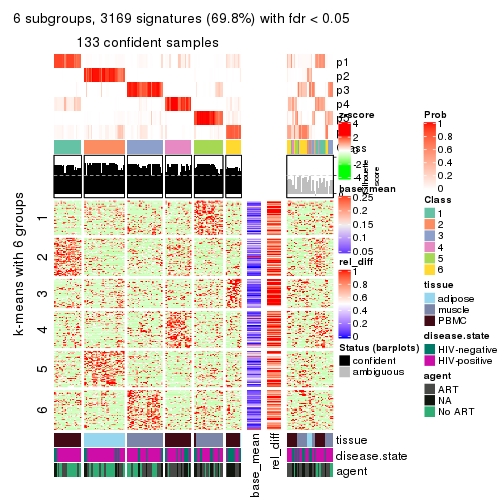 6 subgroups, 3169 signatures (69.8%) with fdr < 0.05
133 confident samples
p1
p2
p3
p4
z-score
4
2
0
-2
-4
Silhouette
score
base_mean
0.25
0.2
0.15
0.1
0.05
rel_diff
1
0.8
0.6
0.4
0.2
0
Status (barplots)
confident
ambiguous
Prob
1
0.8
0.6
0.4
0.2
0
Class
1
2
3
4
5
6
tissue
adipose
muscle
PBMC
disease.state
HIV-negative
HIV-positive
agent
ART
NA
No ART
k-means with 6 groups
1
2
3
4
5
6
tissue
disease.state
agent
base_mean
rel_diff